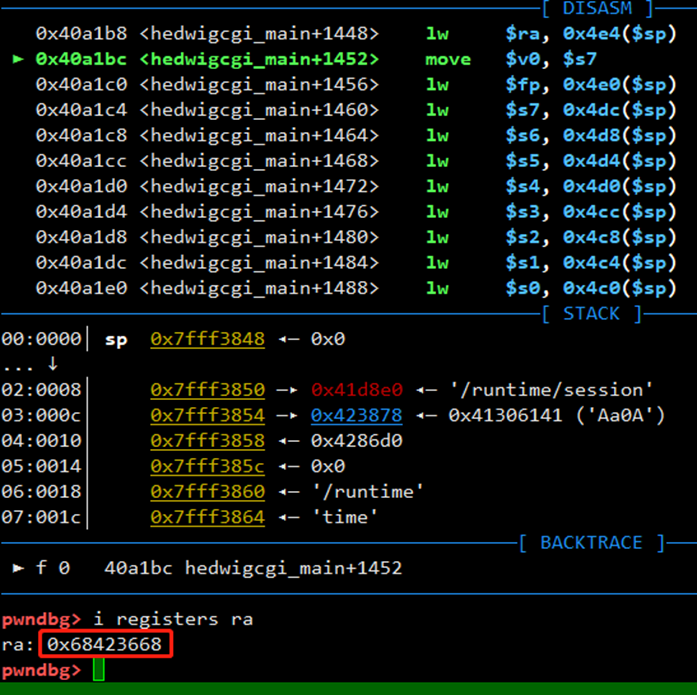 [ DISASM ]
0x40a1b8 <hedwigcgi_main+1448> lw $ra, 0x4e4($sp)
► 0x40a1bc <hedwigcgi_main+1452> move $v0, $s7
0x40a1c0 <hedwigcgi_main+1456> lw $fp, 0x4e0($sp)
0x40a1c4 <hedwigcgi_main+1460> lw $s7, 0x4dc($sp)
0x40a1c8 <hedwigcgi_main+1464> lw $s6, 0x4d8($sp)
0x40a1cc <hedwigcgi_main+1468> lw $s5, 0x4d4($sp)
0x40a1d0 <hedwigcgi_main+1472> lw $s4, 0x4d0($sp)
0x40a1d4 <hedwigcgi_main+1476> lw $s3, 0x4cc($sp)
0x40a1d8 <hedwigcgi_main+1480> lw $s2, 0x4c8($sp)
0x40a1dc <hedwigcgi_main+1484> lw $s1, 0x4c4($sp)
0x40a1e0 <hedwigcgi_main+1488> lw $s0, 0x4c0($sp)
[ STACK ]
00:0000│ sp 0x7fff3848 ◂— 0x0
... ↓
02:0008│ 0x7fff3850 —▸ 0x41d8e0 ◂— '/runtime/session'
03:000c│ 0x7fff3854 —▸ 0x423878 ◂— 0x41306141 ('Aa0A')
04:0010│ 0x7fff3858 ◂— 0x4286d0
05:0014│ 0x7fff385c ◂— 0x0
06:0018│ 0x7fff3860 ◂— '/runtime'
07:001c│ 0x7fff3864 ◂— 'time'
[ BACKTRACE ]
► f 0 40a1bc hedwigcgi_main+1452
pwndbg> i registers ra
ra: 0x68423668
pwndbg>